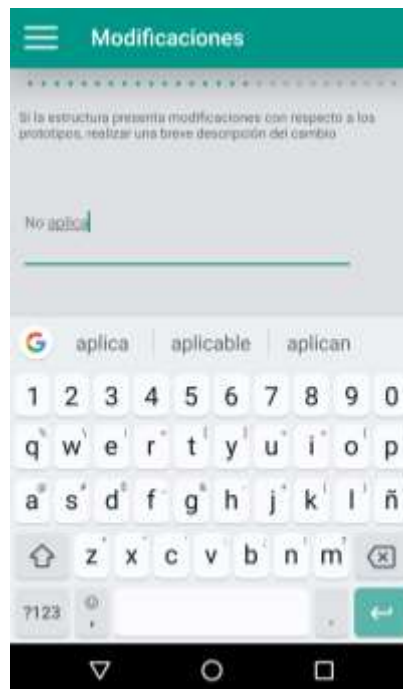 Modificaciones
Si la estructura presenta modificaciones con respecto a los
prototipos, realizar una breve descripción del cambio
No aplica
G aplica aplicable aplican
1 2 3 4 5 6 7 8 9 0
q w e r t y u i o p
a s d f g h j k l ñ
z x c v b n m
?123 , .